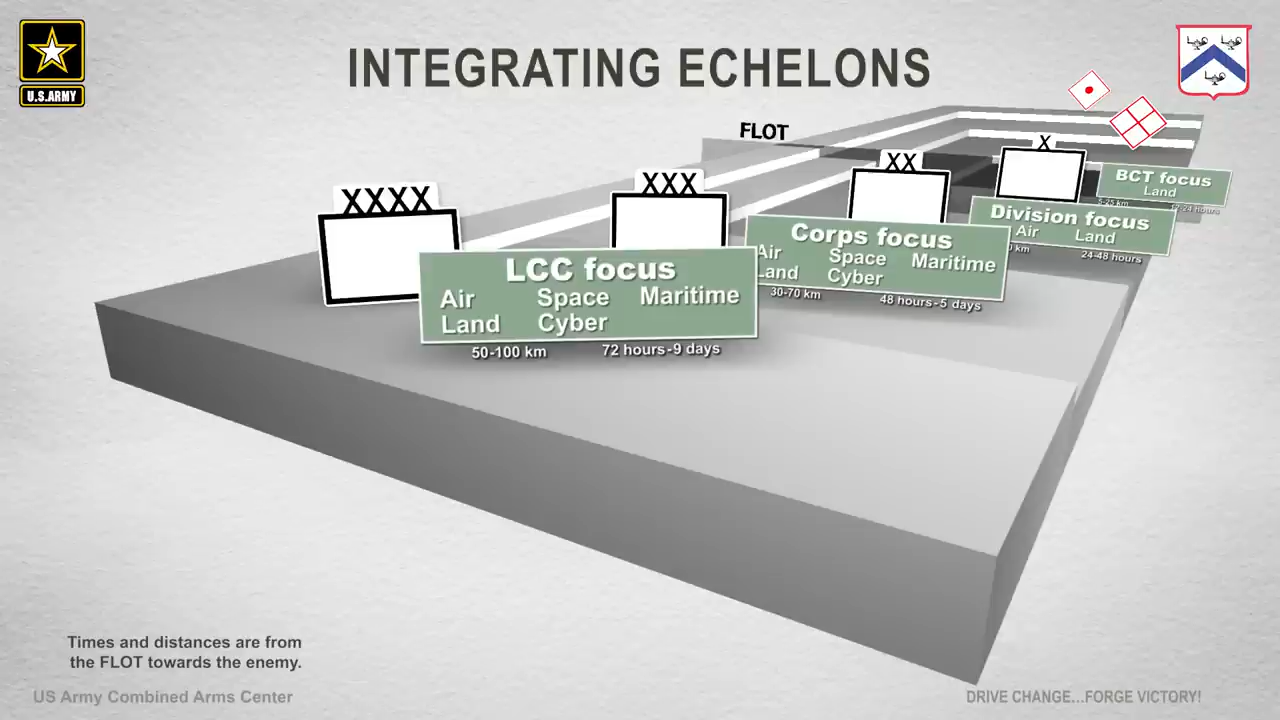 INTEGRATING ECHELONS
U.S.ARMY
FLOT
XXXX
XXX
XX
X
LCC focus
Air Space Maritime
Land Cyber
50-100 km 72 hours-9 days
Corps focus
Air Space Maritime
Land Cyber
30-70 km 48 hours-5 days
Division focus
Air Land
km 24-48 hours
BCT focus
Land
km hours
Times and distances are from
the FLOT towards the enemy.
US Army Combined Arms Center
DRIVE CHANGE...FORGE VICTORY!